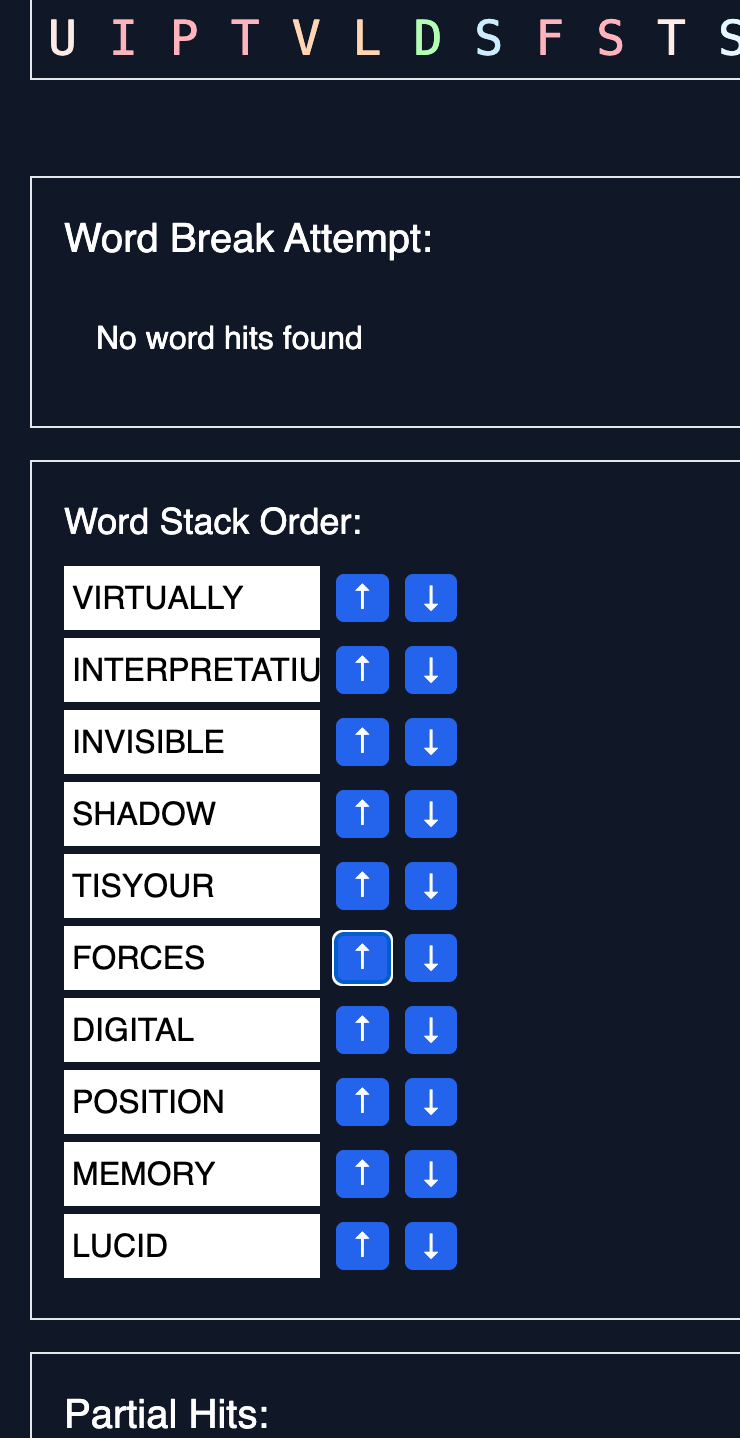 U I P T V L D S F S T S
Word Break Attempt:
No word hits found
Word Stack Order:
VIRTUALLY ↑ ↓
INTERPRETATIU ↑ ↓
INVISIBLE ↑ ↓
SHADOW ↑ ↓
TISYOUR ↑ ↓
FORCES ↑ ↓
DIGITAL ↑ ↓
POSITION ↑ ↓
MEMORY ↑ ↓
LUCID ↑ ↓
Partial Hits: